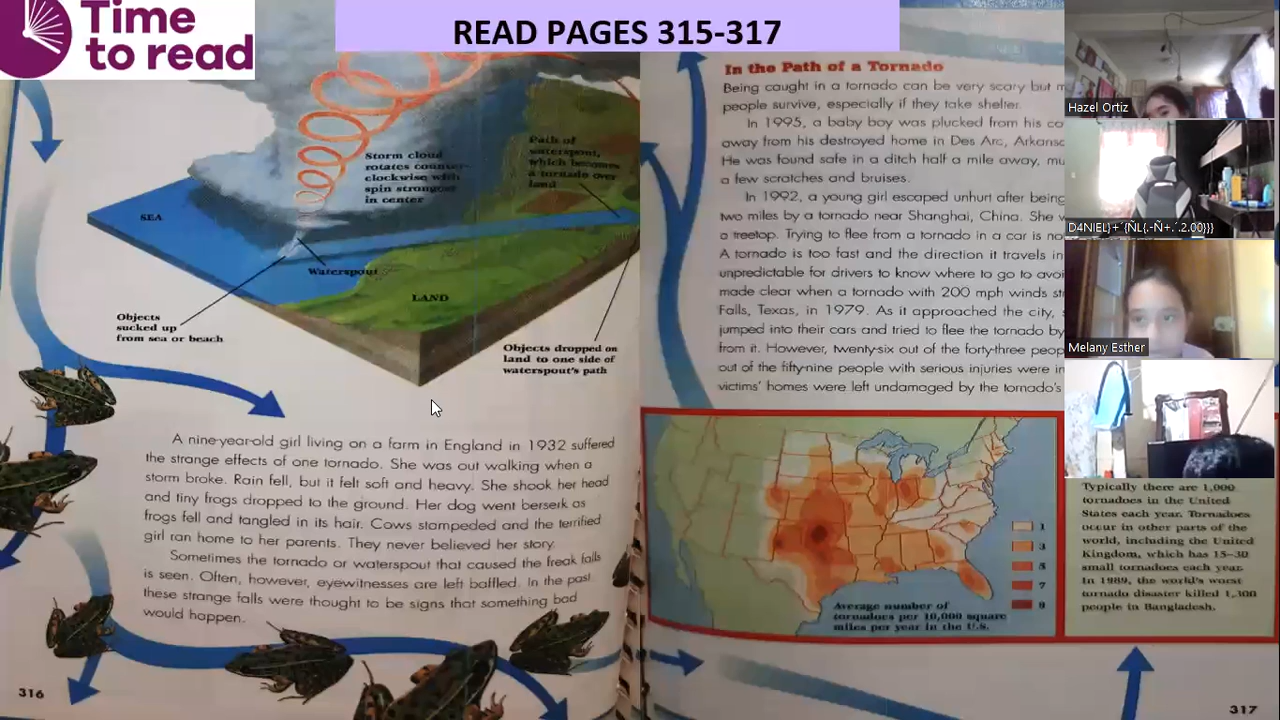 Time
to read
READ PAGES 315-317
Storm cloud
rotates counter-
clockwise with
spin strongest
in center
Path of
waterspout,
which becomes
a tornado over
land
SEA
Waterspout
LAND
Objects
sucked up
from sea or beach
Objects dropped on
land to one side of
waterspout's path
A nine-year-old girl living on a farm in England in 1932 suffered
the strange effects of one tornado. She was out walking when a
storm broke. Rain fell, but it felt soft and heavy. She shook her head
and tiny frogs dropped to the ground. Her dog went berserk as
frogs fell and tangled in its hair. Cows stampeded and the terrified
girl ran home to her parents. They never believed her story.
Sometimes the tornado or waterspout that caused the freak falls
is seen. Often, however, eyewitnesses are left baffled. In the past
these strange falls were thought to be signs that something bad
would happen.
316
In the Path of a Tornado
Being caught in a tornado can be very scary but
people survive, especially if they take shelter.
In 1995, a baby boy was plucked from his
away from his destroyed home in Des Arc,
He was found safe in a ditch half a mile away,
a few scratches and bruises.
In 1992, a young girl escaped unhurt after being
two miles by a tornado near Shanghai, China. She
a treetop. Trying to flee from a tornado in a car is
A tornado is too fast and the direction it travels in
unpredictable for drivers to know where to go to
made clear when a tornado with 200 mph winds
Falls, Texas, in 1979. As it approached the city,
jumped into their cars and tried to flee the tornado by
from it. However, twenty-six out of the forty-three
out of the fifty-nine people with serious injuries were
victims' homes were left undamaged by the tornado's
1
3
5
7
9
Average number of
tornadoes per 10,000 square
miles per year in the U.S.
Typically there are 1,000
tornadoes in the United
States each year. Tornadoes
occur in other parts of the
world, including the United
Kingdom, which has 15–30
small tornadoes each year.
In 1989, the world's worst
tornado disaster killed 1,300
people in Bangladesh.
317
Hazel Ortiz
D4NIEL}+´{ÑL{.-Ñ+.´.2.00}}}
Melany Esther